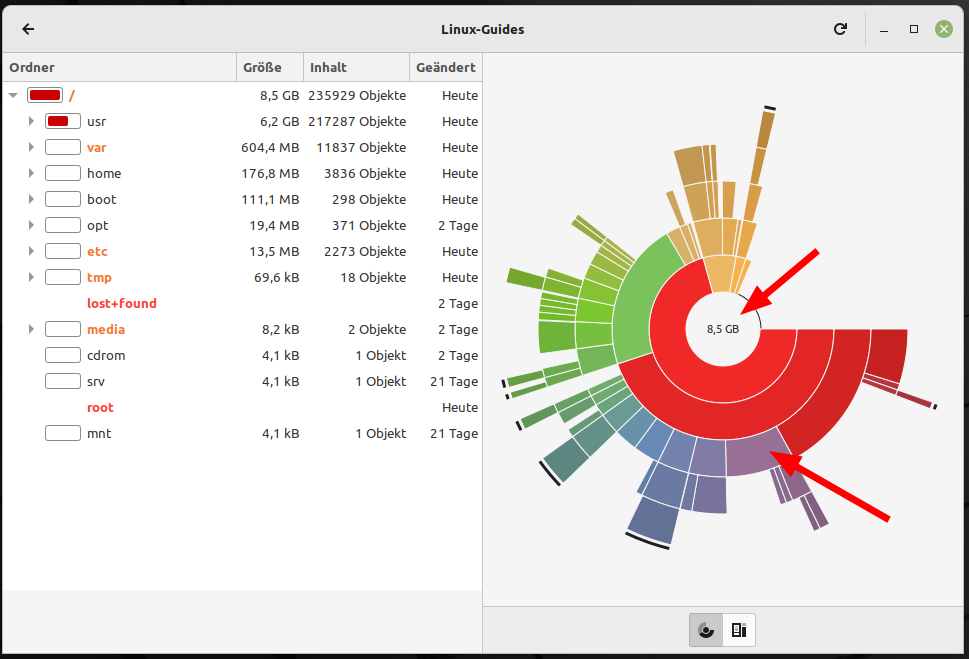 Linux-Guides
Ordner Größe Inhalt Geändert
/ 8,5 GB 235929 Objekte Heute
usr 6,2 GB 217287 Objekte Heute
var 604,4 MB 11837 Objekte Heute
home 176,8 MB 3836 Objekte Heute
boot 111,1 MB 298 Objekte Heute
opt 19,4 MB 371 Objekte 2 Tage
etc 13,5 MB 2273 Objekte Heute
tmp 69,6 kB 18 Objekte Heute
lost+found 2 Tage
media 8,2 kB 2 Objekte 2 Tage
cdrom 4,1 kB 1 Objekt 2 Tage
srv 4,1 kB 1 Objekt 21 Tage
root Heute
mnt 4,1 kB 1 Objekt 21 Tage
8,5 GB